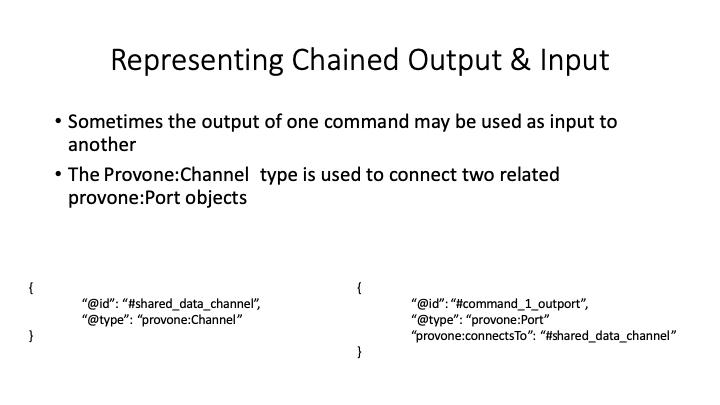 Representing Chained Output & Input
• Sometimes the output of one command may be used as input to
another
• The Provone:Channel  type is used to connect two related
provone:Port objects
{
“@id”: “#shared_data_channel”,
“@type”: “provone:Channel”
}
{
“@id”: “#command_1_outport”,
“@type”: “provone:Port”
“provone:connectsTo”: “#shared_data_channel”
}